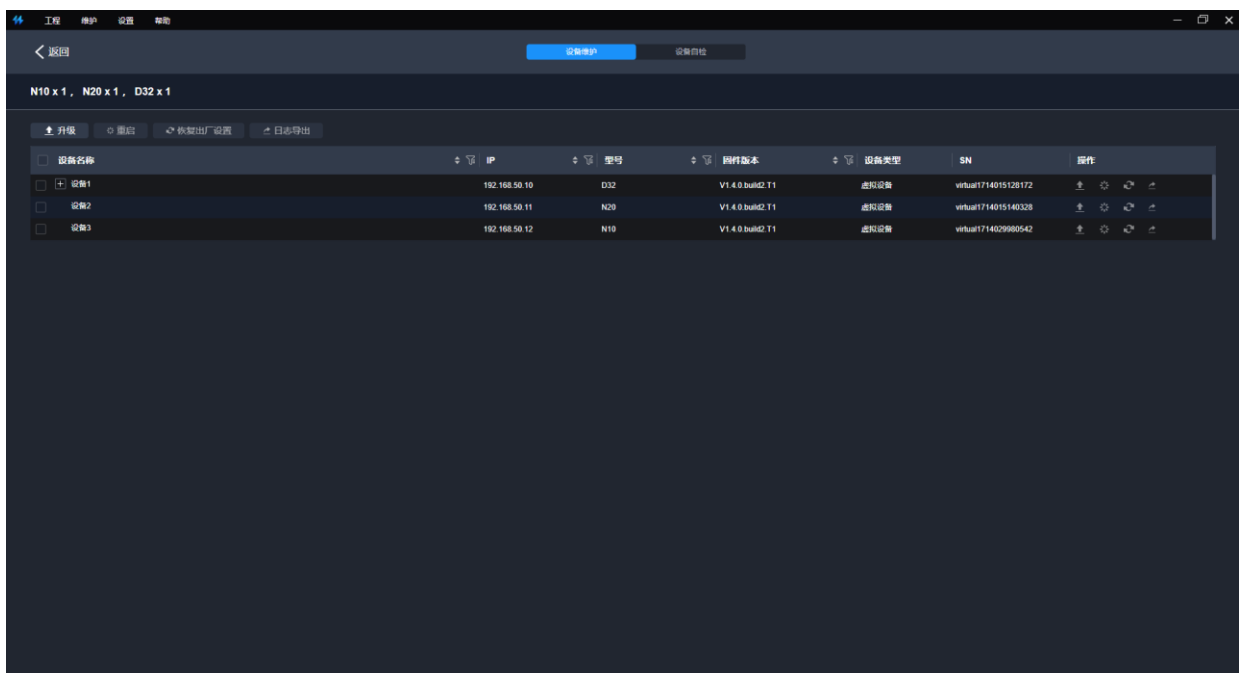 工程 维护 设置 帮助
返回 设备维护 设备自检
N10 x 1 , N20 x 1 , D32 x 1
升级 重启 恢复出厂设置 日志导出
设备名称 IP 型号 固件版本 设备类型 SN 操作
设备1 192.168.50.10 D32 V1.4.0.build2.T1 虚拟设备 virtual1714015128172
设备2 192.168.50.11 N20 V1.4.0.build2.T1 虚拟设备 virtual1714015140328
设备3 192.168.50.12 N10 V1.4.0.build2.T1 虚拟设备 virtual1714029980542